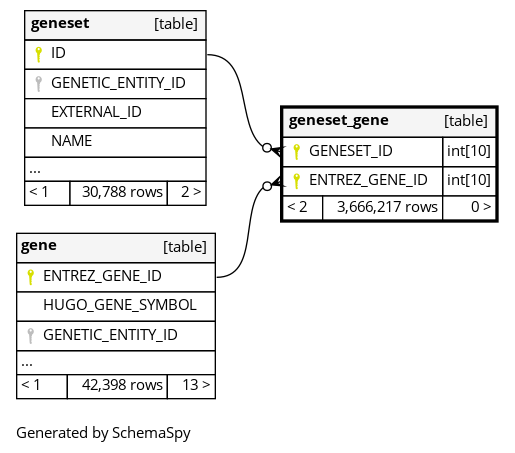 geneset [table]
ID
GENETIC_ENTITY_ID
EXTERNAL_ID
NAME
...
< 1 30,788 rows 2 >
geneset_gene [table]
GENESET_ID int[10]
ENTREZ_GENE_ID int[10]
< 2 3,666,217 rows 0 >
gene [table]
ENTREZ_GENE_ID
HUGO_GENE_SYMBOL
GENETIC_ENTITY_ID
...
< 1 42,398 rows 13 >
Generated by SchemaSpy